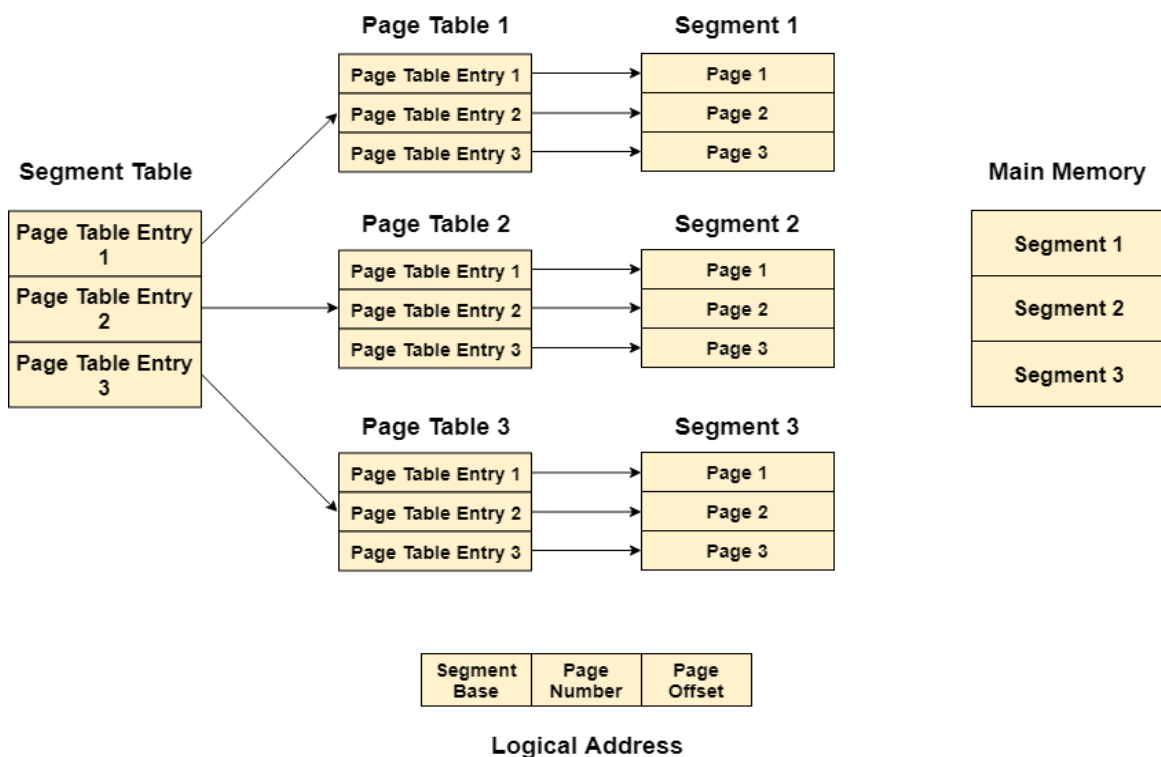 Page Table 1
Segment 1
Page Table Entry 1
Page 1
Page Table Entry 2
Page 2
Page Table Entry 3
Page 3
Segment Table
Page Table Entry
1
Page Table Entry
2
Page Table Entry
3
Page Table 2
Segment 2
Page Table Entry 1
Page 1
Page Table Entry 2
Page 2
Page Table Entry 3
Page 3
Main Memory
Segment 1
Segment 2
Segment 3
Page Table 3
Segment 3
Page Table Entry 1
Page 1
Page Table Entry 2
Page 2
Page Table Entry 3
Page 3
Segment
Base
Page
Number
Page
Offset
Logical Address